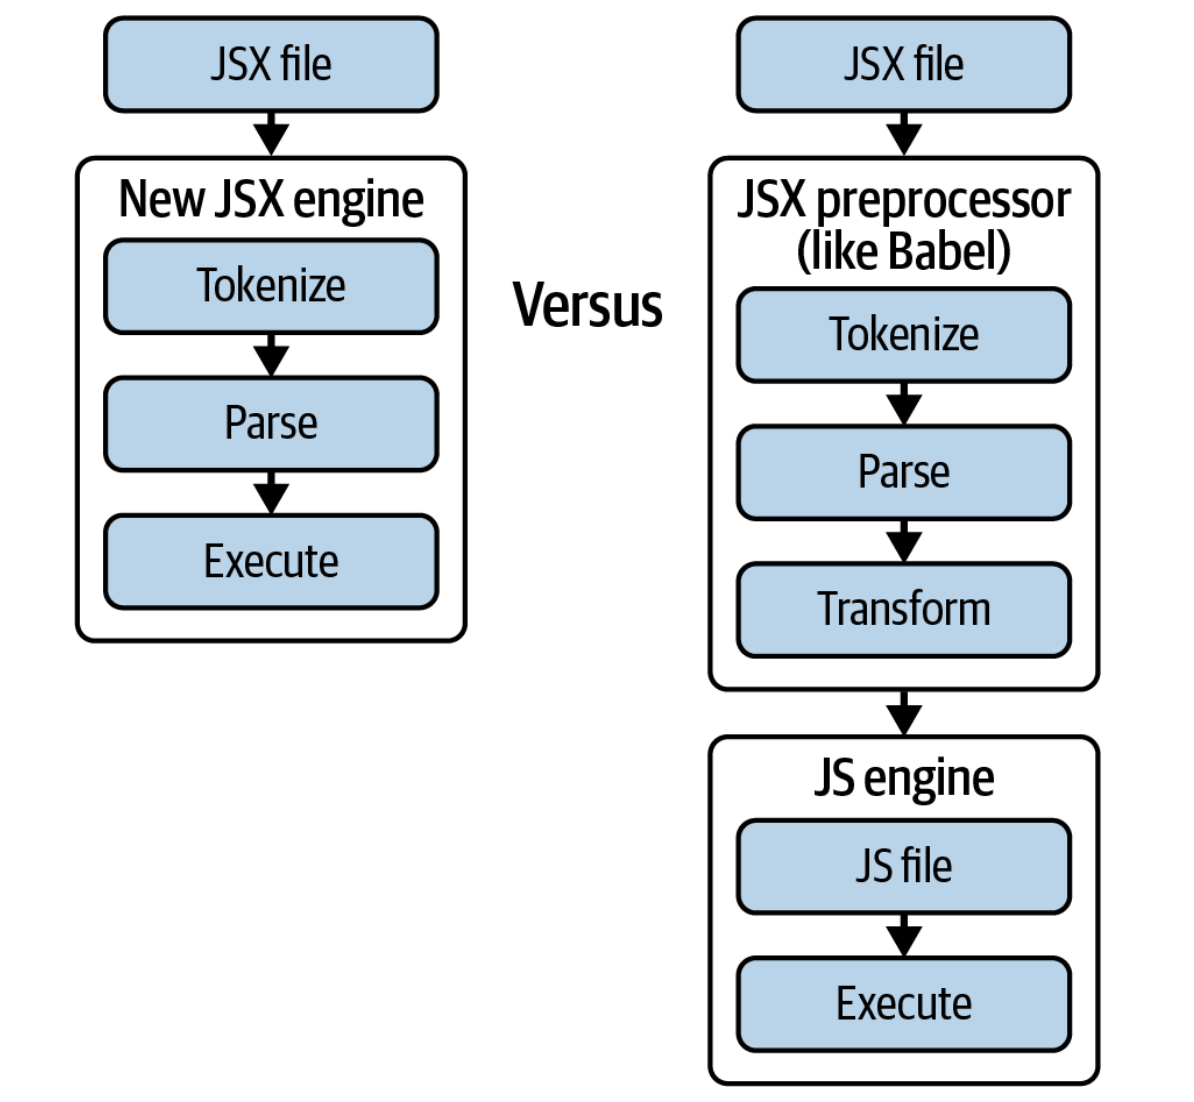 JSX file
New JSX engine
Tokenize
Parse
Execute
Versus
JSX file
JSX preprocessor
(like Babel)
Tokenize
Parse
Transform
JS engine
JS file
Execute